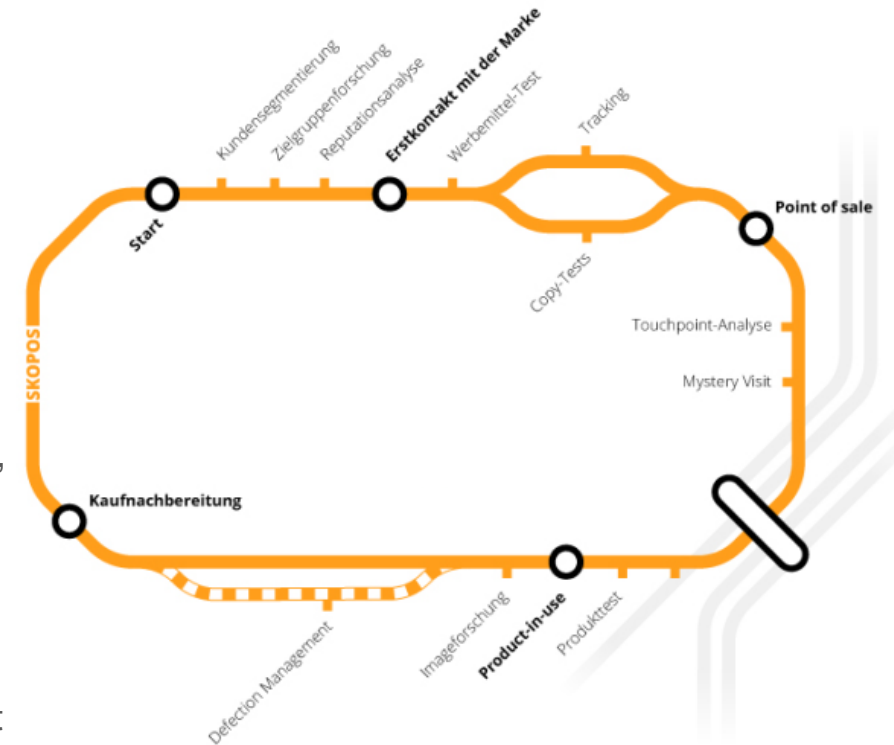 Kundensegmentierung
Zielgruppenforschung
Reputationsanalyse
Erstkontakt mit der Marke
Werbemittel-Test
Tracking
Start
Copy-Tests
Point of sale
Touchpoint-Analyse
Mystery Visit
SKOPOS
Kaufnachbereitung
Defection Management
Imageforschung
Product-in-use
Produkttest